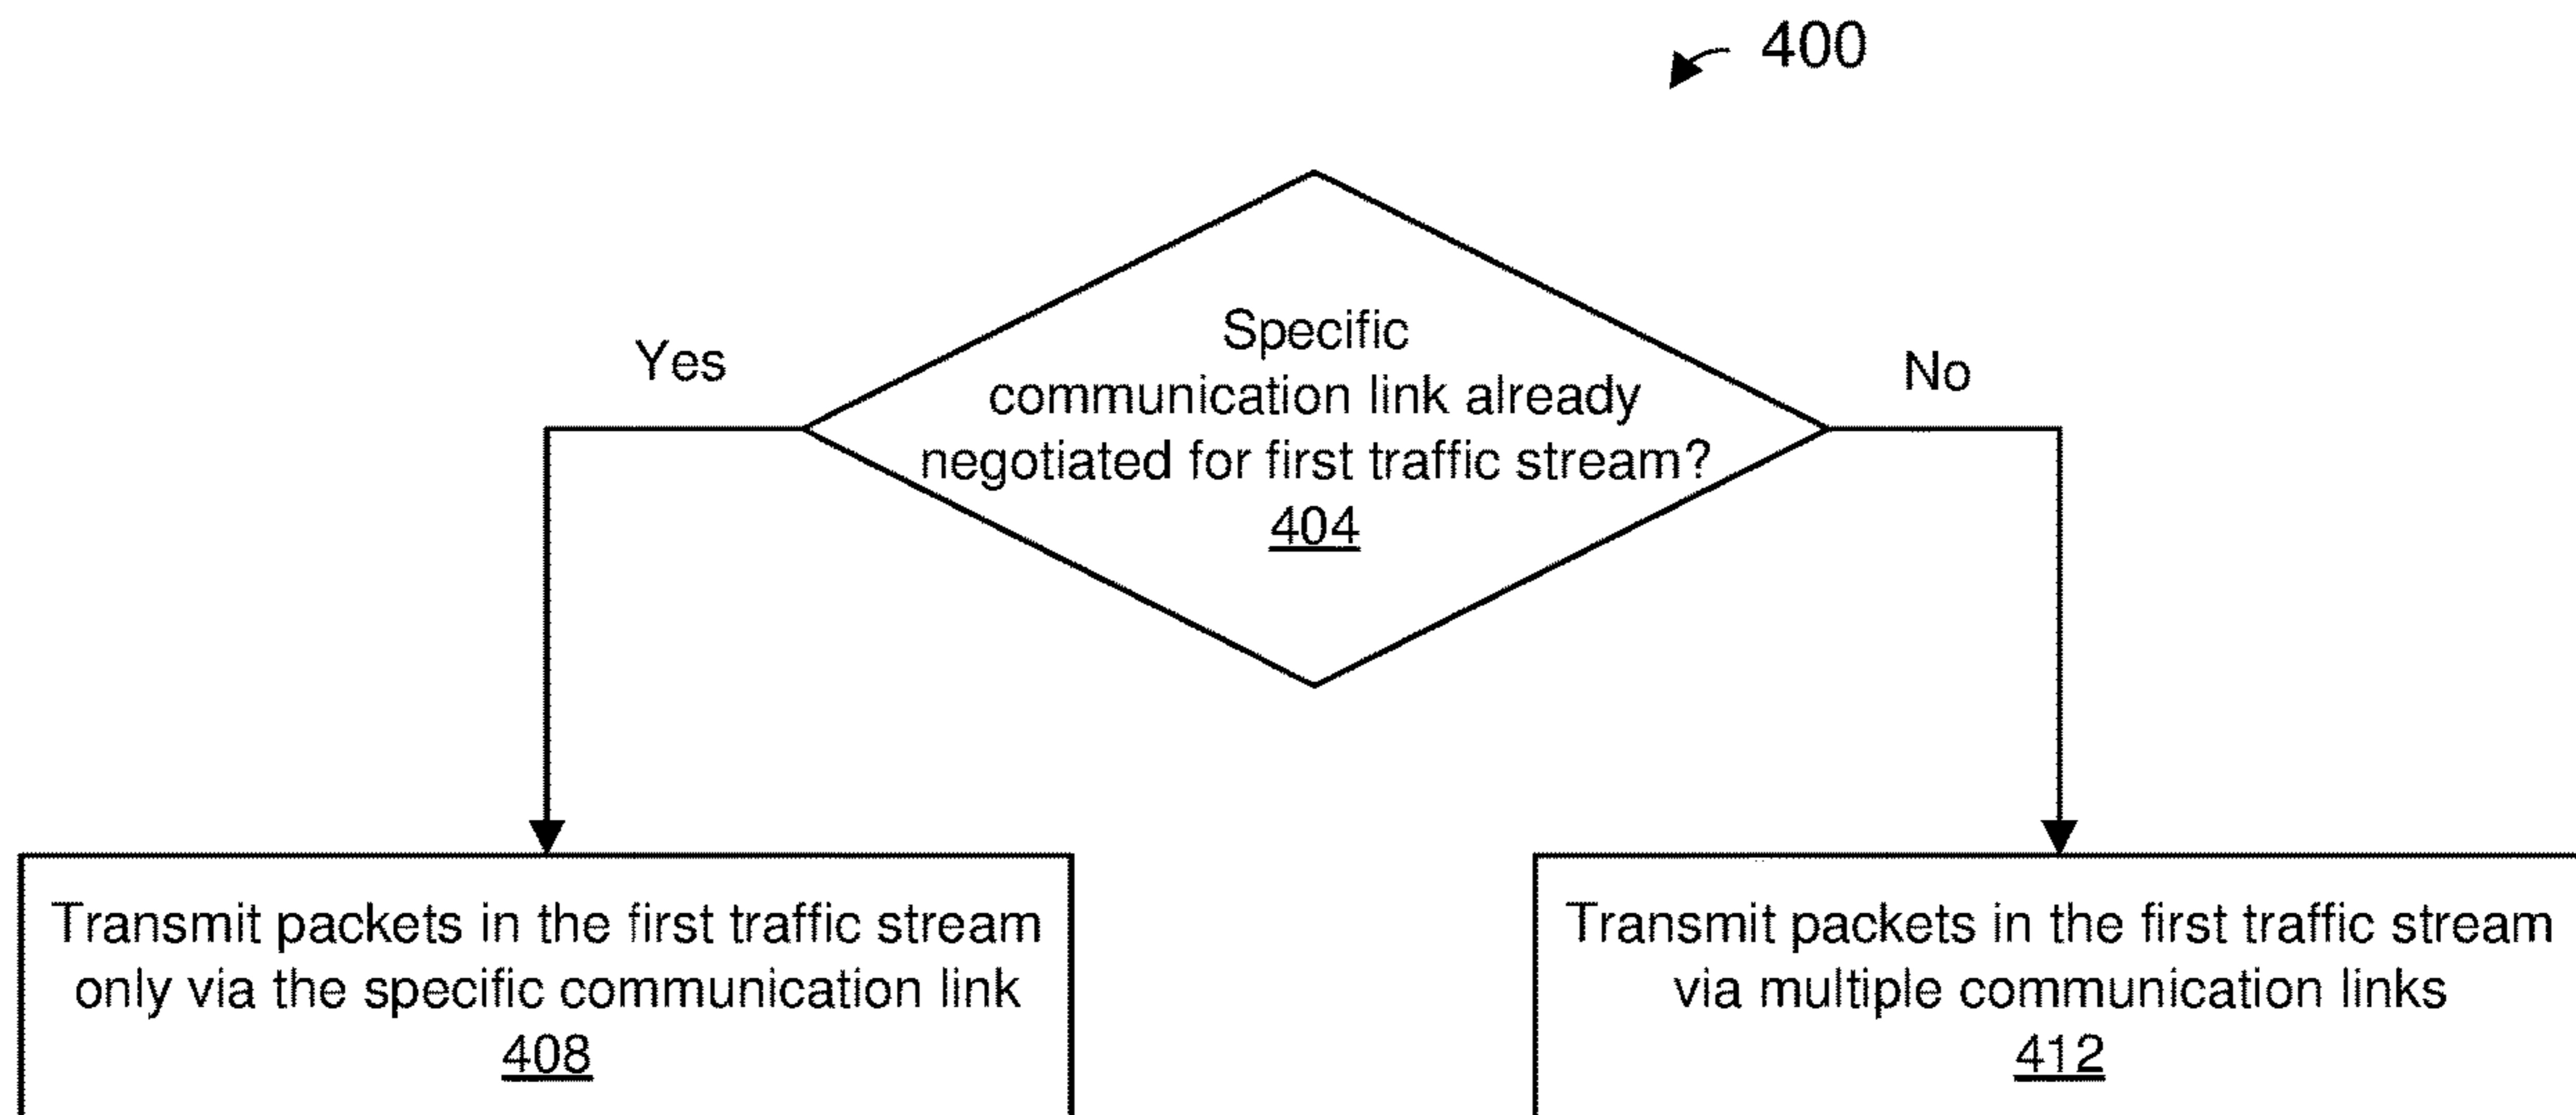 400
Specific
communication link already
negotiated for first traffic stream?
404
Yes
No
Transmit packets in the first traffic stream
only via the specific communication link
408
Transmit packets in the first traffic stream
via multiple communication links
412